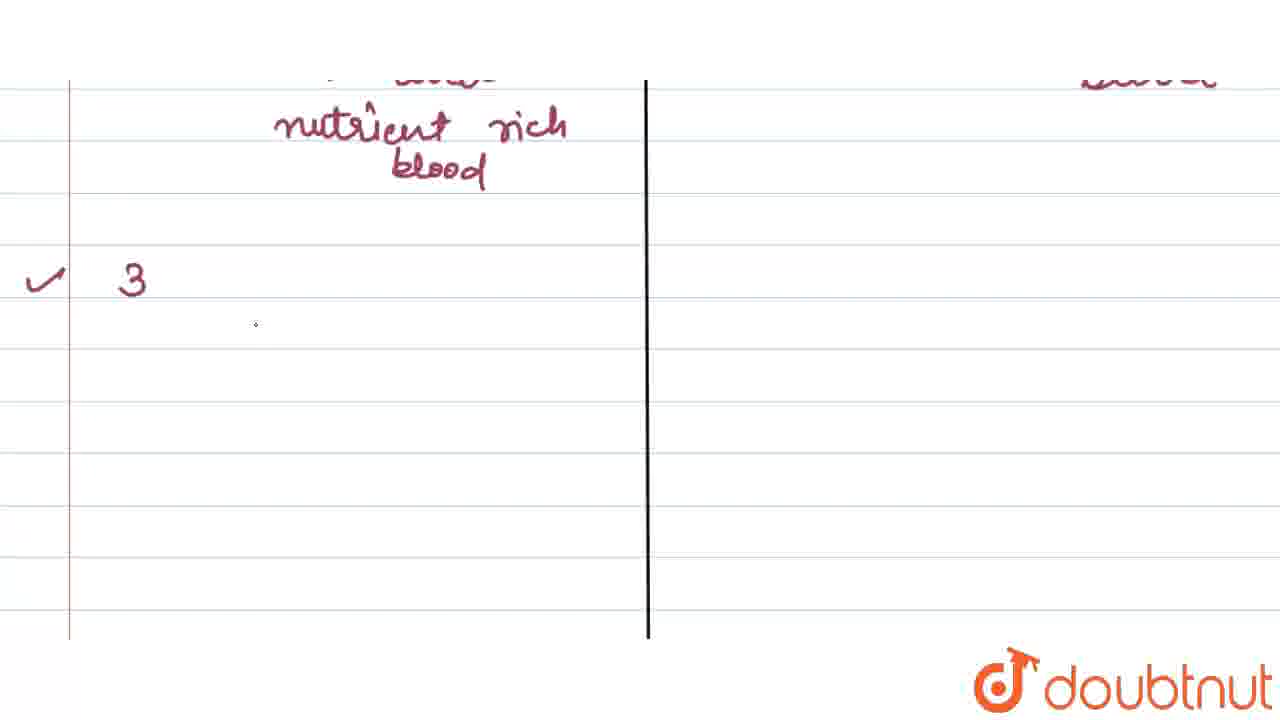 nutrient rich
blood
✓ 3
doubtnut